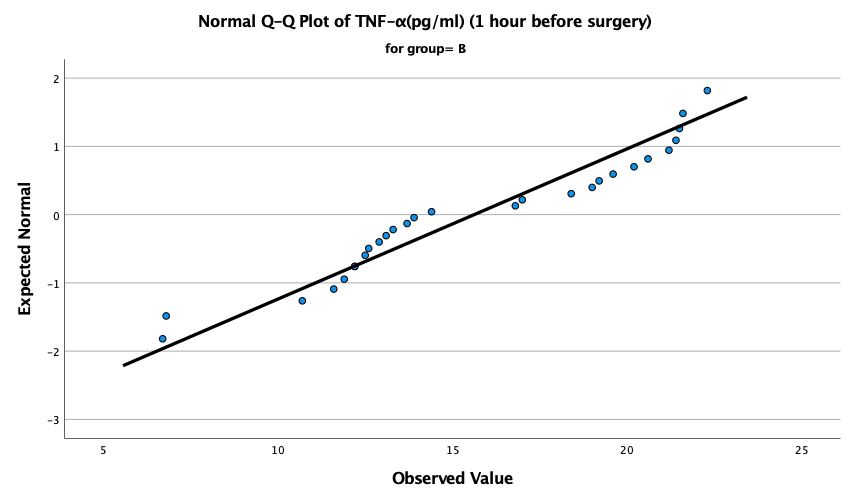 Normal Q-Q Plot of TNF-α(pg/ml) (1 hour before surgery)
for group= B
Expected Normal
2
1
0
-1
-2
-3
5 10 15 20 25
Observed Value